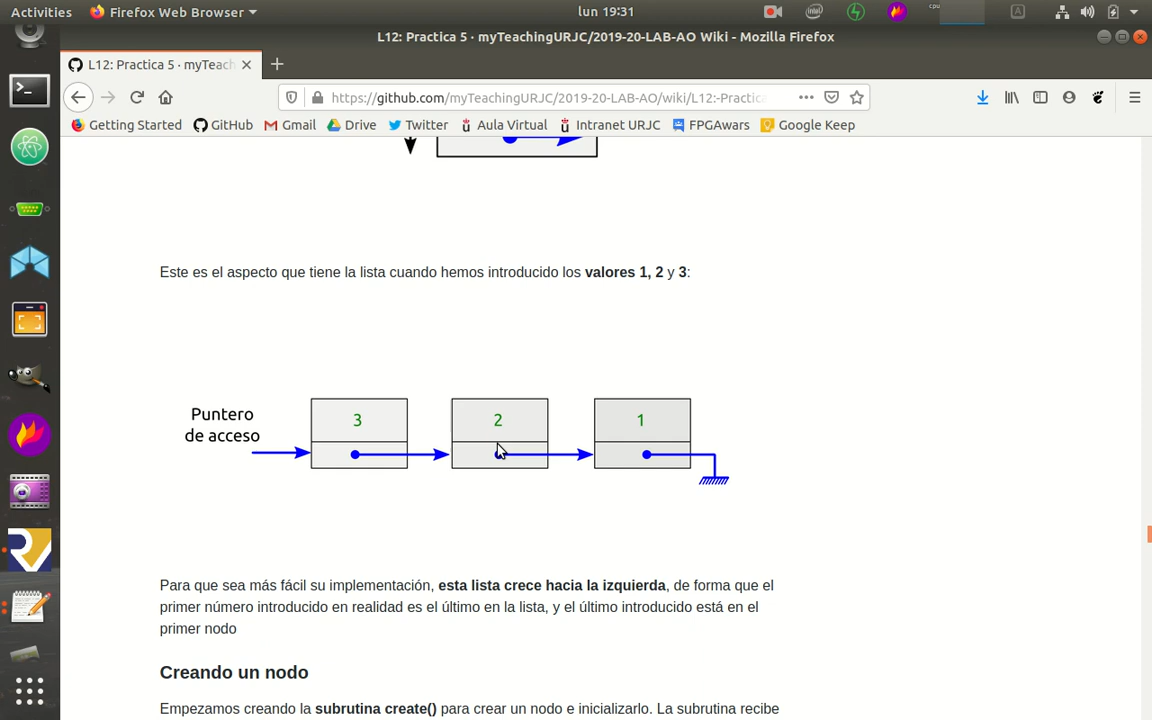 Activities
Firefox Web Browser
lun 19:31
cpu
L12: Practica 5 · myTeachingURJC/2019-20-LAB-AO Wiki - Mozilla Firefox
L12: Practica 5 · myTeach
https://github.com/myTeachingURJC/2019-20-LAB-AO/wiki/L12:-Practica
Getting Started GitHub Gmail Drive Twitter Aula Virtual Intranet URJC FPGAwars Google Keep
Este es el aspecto que tiene la lista cuando hemos introducido los valores 1, 2 y 3:
Puntero
de acceso
3
2
1
Para que sea más fácil su implementación, esta lista crece hacia la izquierda, de forma que el
primer número introducido en realidad es el último en la lista, y el último introducido está en el
primer nodo
Creando un nodo
Empezamos creando la subrutina create() para crear un nodo e inicializarlo. La subrutina recibe